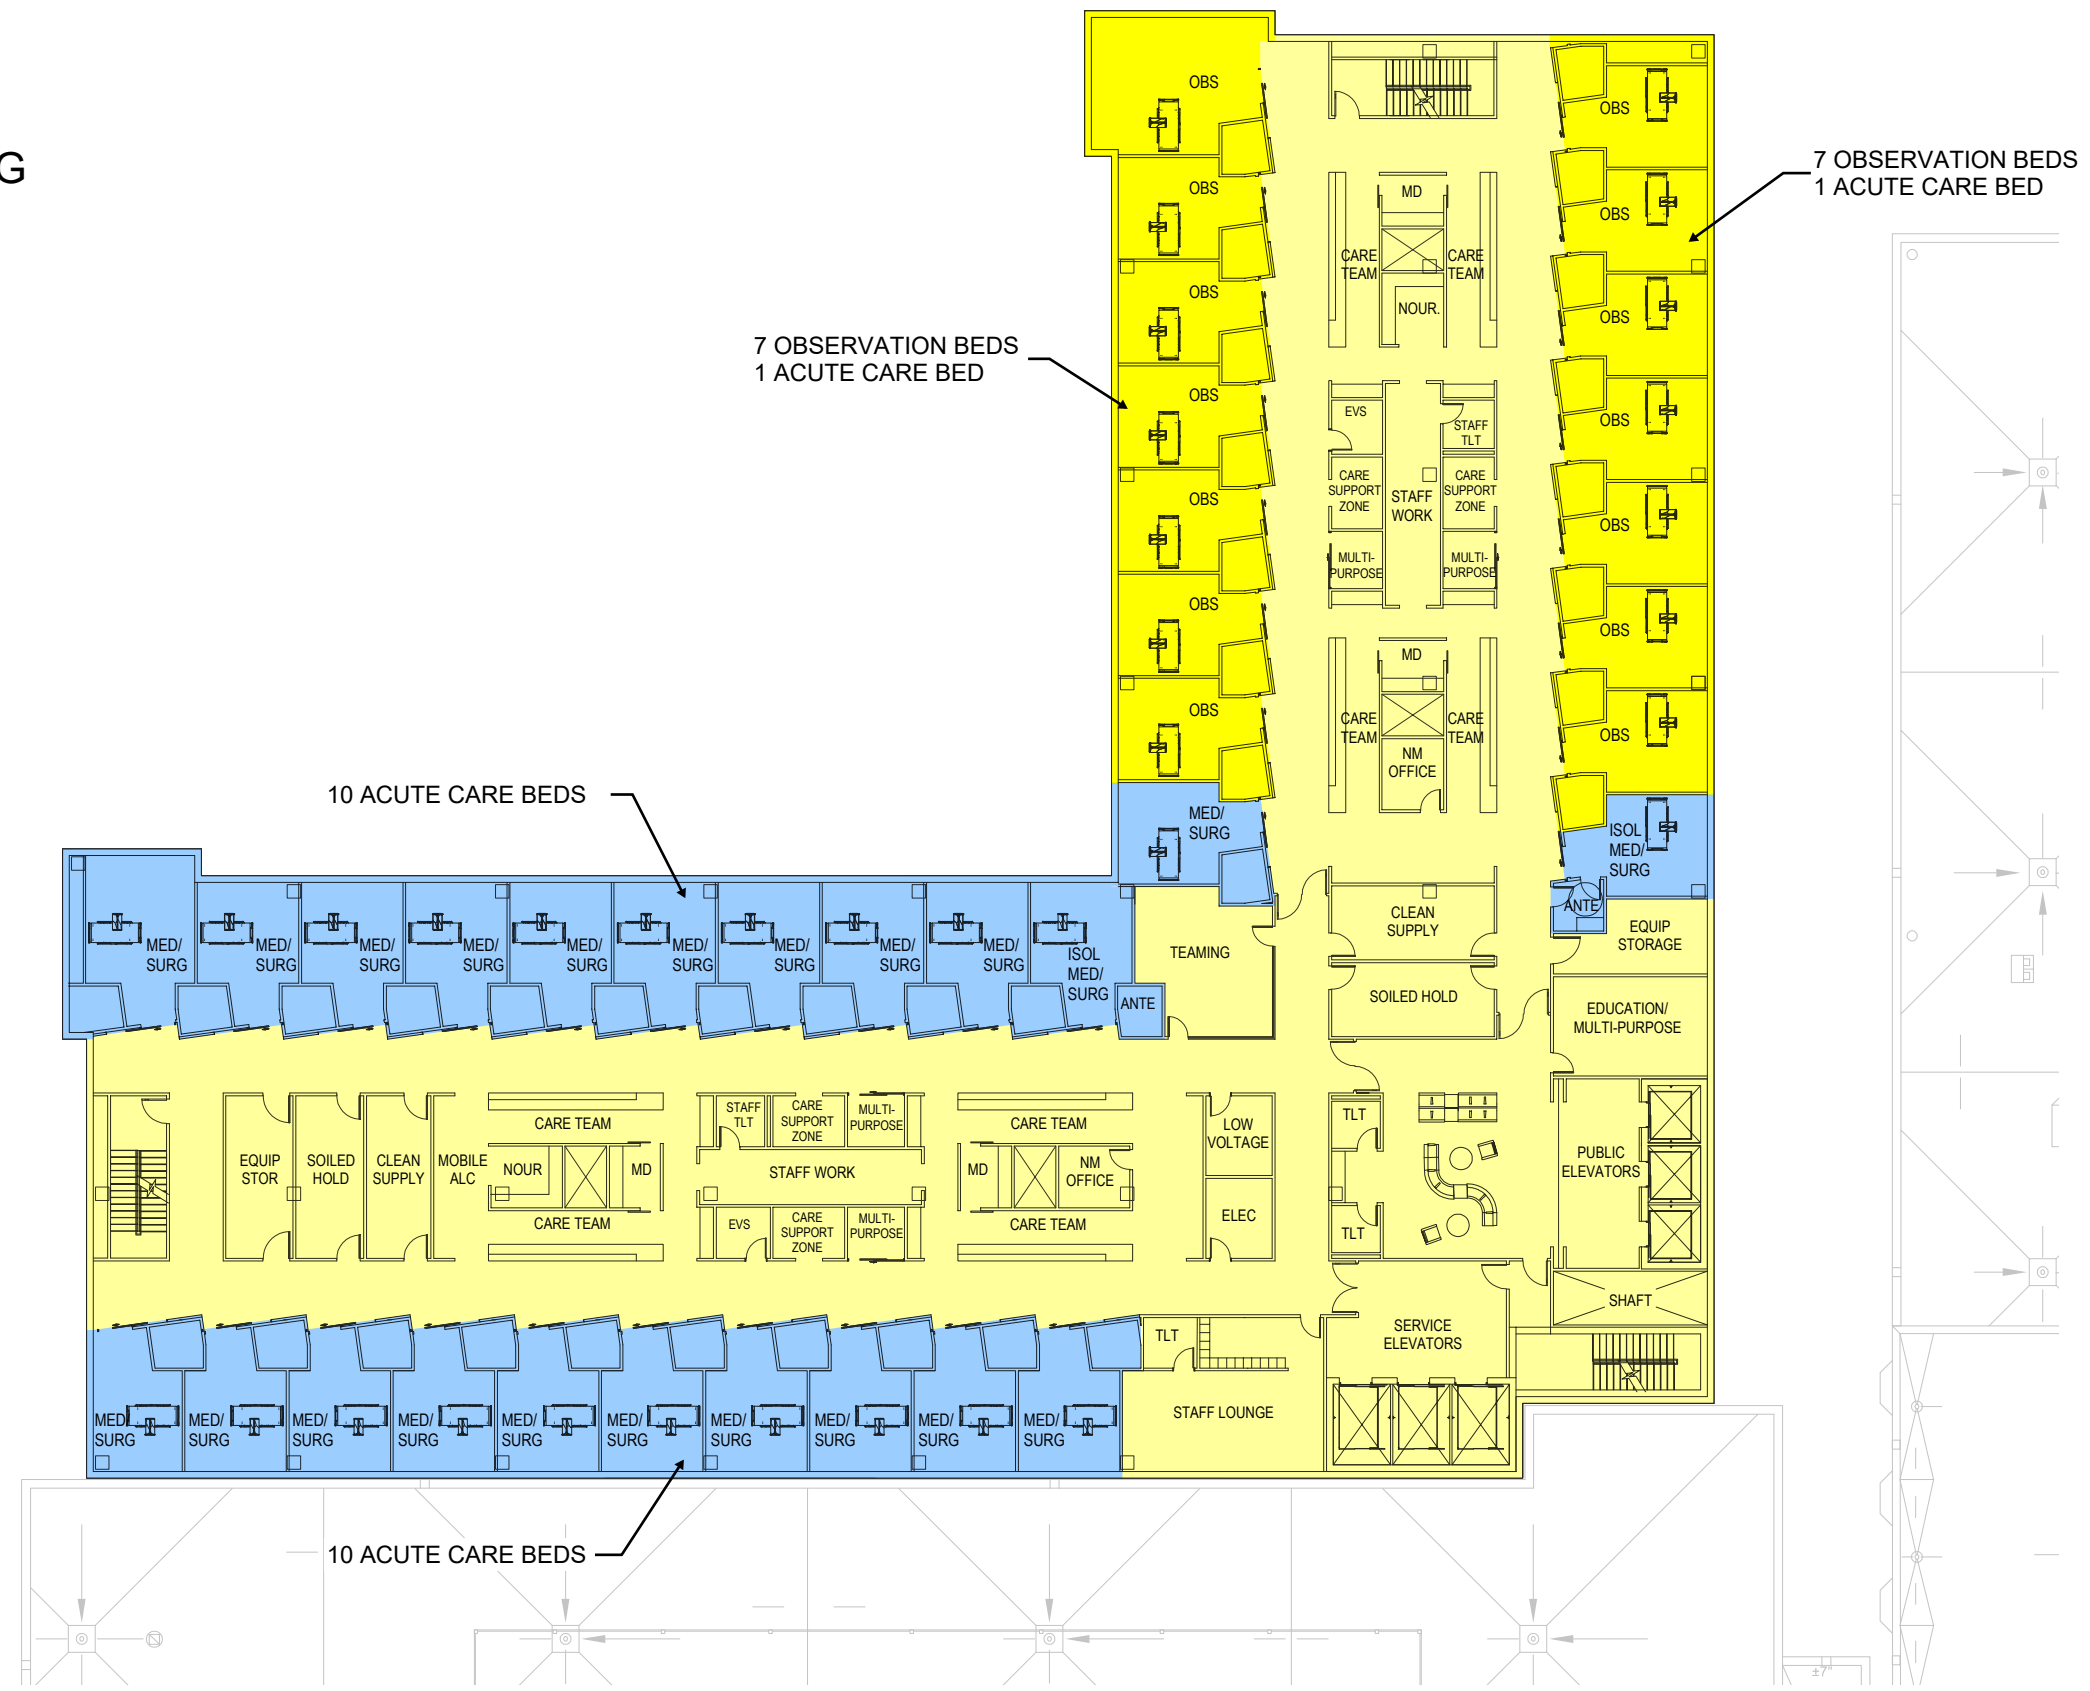 G
7 OBSERVATION BEDS
1 ACUTE CARE BED
7 OBSERVATION BEDS
1 ACUTE CARE BED
10 ACUTE CARE BEDS
10 ACUTE CARE BEDS
OBS
OBS
OBS
OBS
OBS
OBS
OBS
MED/
SURG
OBS
OBS
OBS
OBS
OBS
OBS
OBS
ISOL
MED/
SURG
ANTE
MD
CARE
TEAM
CARE
TEAM
NOUR.
EVS
STAFF
TLT
CARE
SUPPORT
ZONE
STAFF
WORK
CARE
SUPPORT
ZONE
MULTI-
PURPOSE
MULTI-
PURPOSE
MD
CARE
TEAM
CARE
TEAM
NM
OFFICE
CLEAN
SUPPLY
SOILED HOLD
TEAMING
EQUIP
STORAGE
EDUCATION/
MULTI-PURPOSE
MED/
SURG
MED/
SURG
MED/
SURG
MED/
SURG
MED/
SURG
MED/
SURG
MED/
SURG
MED/
SURG
MED/
SURG
ISOL
MED/
SURG
ANTE
EQUIP
STOR
SOILED
HOLD
CLEAN
SUPPLY
MOBILE
ALC
CARE TEAM
NOUR
MD
CARE TEAM
STAFF
TLT
CARE
SUPPORT
ZONE
MULTI-
PURPOSE
STAFF WORK
EVS
CARE
SUPPORT
ZONE
MULTI-
PURPOSE
CARE TEAM
MD
NM
OFFICE
CARE TEAM
LOW
VOLTAGE
ELEC
TLT
TLT
PUBLIC
ELEVATORS
SHAFT
SERVICE
ELEVATORS
TLT
STAFF LOUNGE
MED/
SURG
MED/
SURG
MED/
SURG
MED/
SURG
MED/
SURG
MED/
SURG
MED/
SURG
MED/
SURG
MED/
SURG
MED/
SURG
±7"